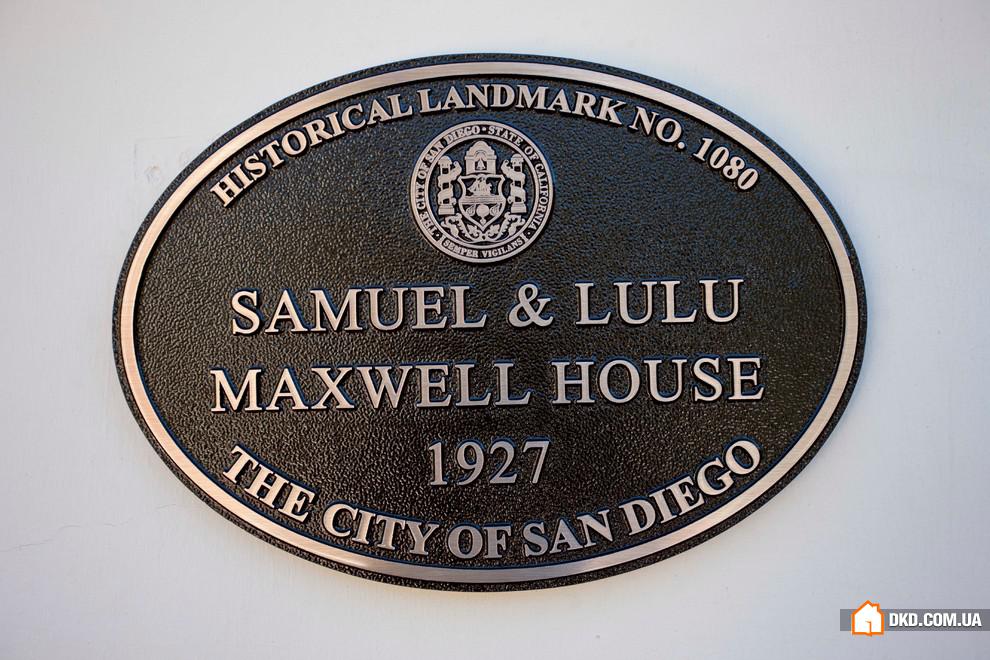 HISTORICAL LANDMARK NO. 1080
THE CITY OF SAN DIEGO • STATE OF CALIFORNIA
SEMPER VIGILANS
SAMUEL & LULU
MAXWELL HOUSE
1927
THE CITY OF SAN DIEGO
DKD.COM.UA